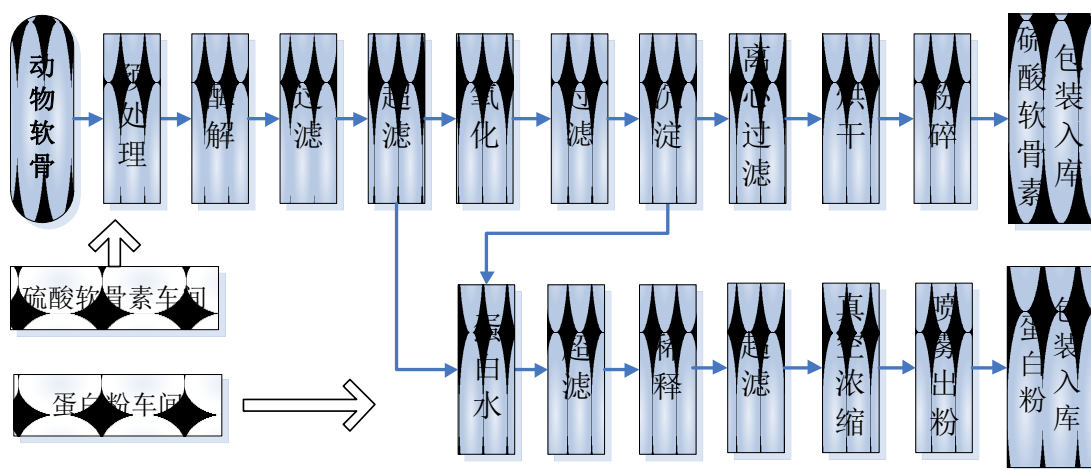 动物软骨
预处理
酶解
过滤
超滤
氧化
过滤
沉淀
离心过滤
烘干
粉碎
硫酸软骨素
包装入库
硫酸软骨素车间
蛋白粉车间
蛋白水
超滤
稀释
超滤
真空浓缩
喷雾出粉
蛋白粉
包装入库